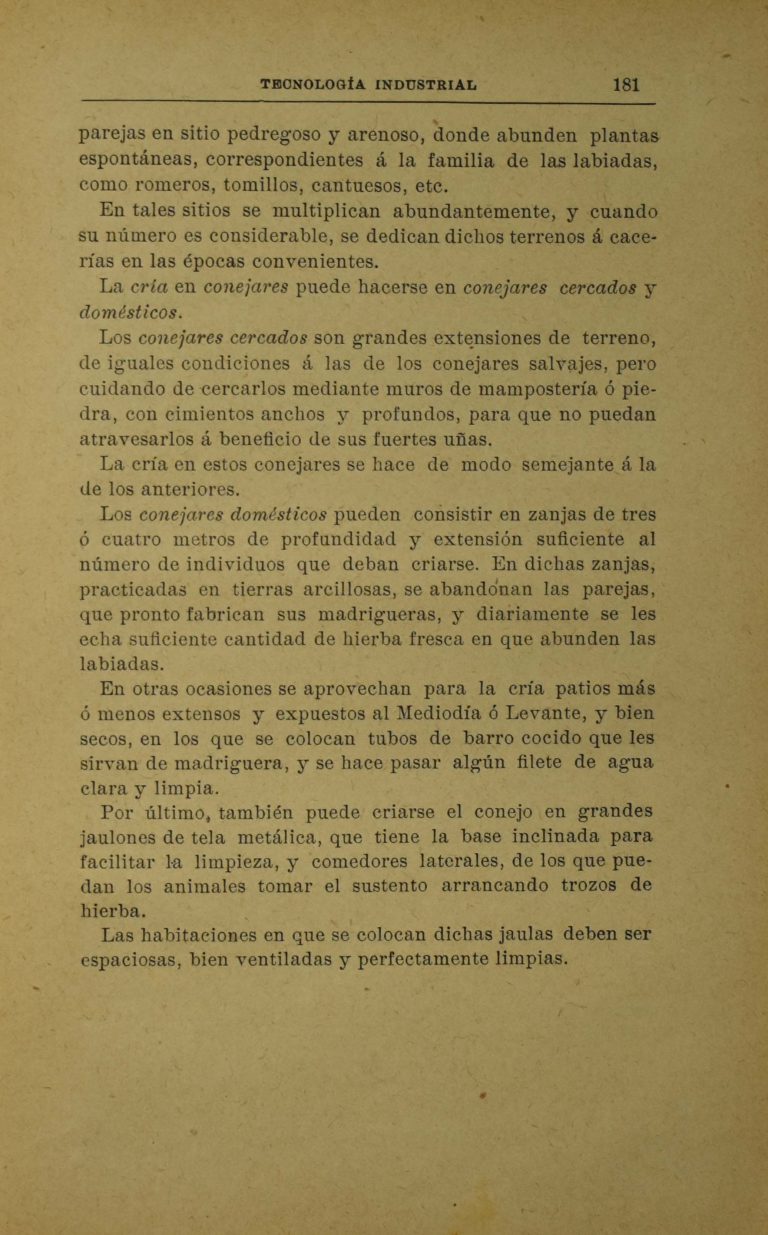 TECNOLOGÍA INDUSTRIAL 181
parejas en sitio pedregoso y arenoso, donde abunden plantas
espontáneas, correspondientes á la familia de las labiadas,
como romeros, tomillos, cantuesos, etc.
En tales sitios se multiplican abundantemente, y cuando
su número es considerable, se dedican dichos terrenos á cace-
rías en las épocas convenientes.
La cría en conejares puede hacerse en conejares cercados y
domésticos.
Los conejares cercados son grandes extensiones de terreno,
de iguales condiciones á las de los conejares salvajes, pero
cuidando de cercarlos mediante muros de mampostería ó pie-
dra, con cimientos anchos y profundos, para que no puedan
atravesarlos á beneficio de sus fuertes uñas.
La cría en estos conejares se hace de modo semejante á la
de los anteriores.
Los conejares domésticos pueden consistir en zanjas de tres
ó cuatro metros de profundidad y extensión suficiente al
número de individuos que deban criarse. En dichas zanjas,
practicadas en tierras arcillosas, se abandonan las parejas,
que pronto fabrican sus madrigueras, y diariamente se les
echa suficiente cantidad de hierba fresca en que abunden las
labiadas.
En otras ocasiones se aprovechan para la cría patios más
ó menos extensos y expuestos al Mediodía ó Levante, y bien
secos, en los que se colocan tubos de barro cocido que les
sirvan de madriguera, y se hace pasar algún filete de agua
clara y limpia.
Por último, también puede criarse el conejo en grandes
jaulones de tela metálica, que tiene la base inclinada para
facilitar la limpieza, y comedores laterales, de los que pue-
dan los animales tomar el sustento arrancando trozos de
hierba.
Las habitaciones en que se colocan dichas jaulas deben ser
espaciosas, bien ventiladas y perfectamente limpias.